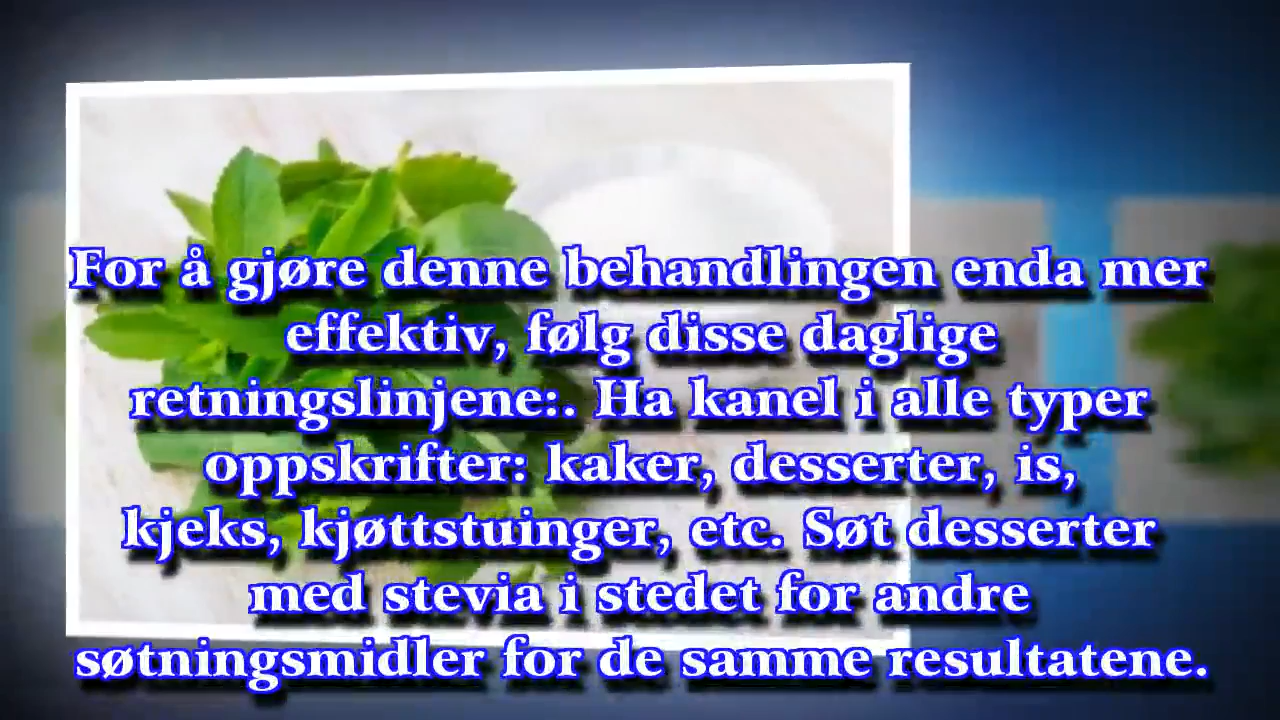 For å gjøre denne behandlingen enda mer
effektiv, følg disse daglige
retningslinjene:. Ha kanel i alle typer
oppskrifter: kaker, desserter, is,
kjeks, kjøttstuinger, etc. Søt desserter
med stevia i stedet for andre
søtningsmidler for de samme resultatene.